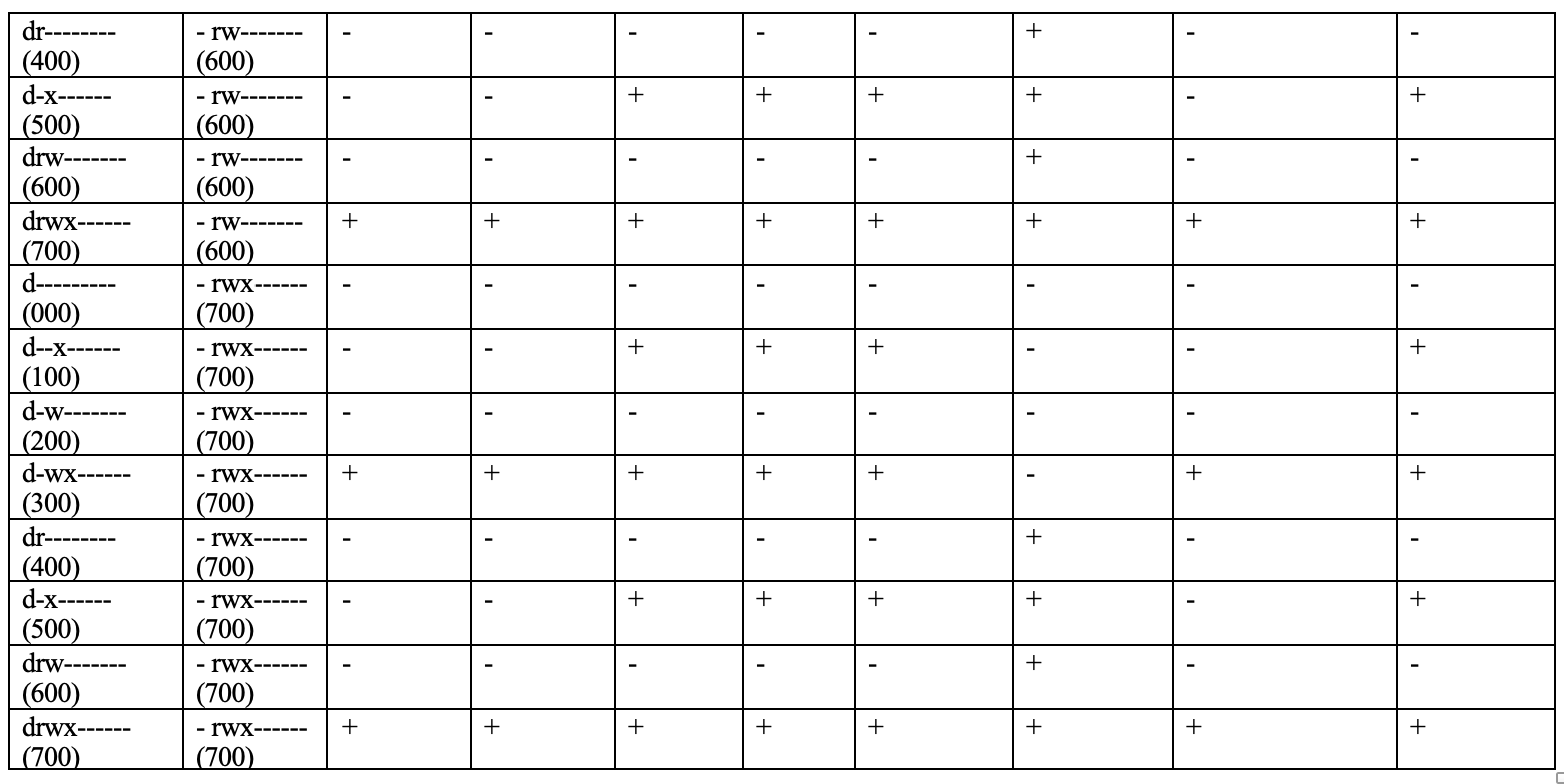 dr-------- - rw------- - - - - - + - -
(400) (600)
d-x------ - rw------- - - + + + + - +
(500) (600)
drw------- - rw------- - - - - - + - -
(600) (600)
drwx------ - rw------- + + + + + + + +
(700) (600)
d--------- - rwx------ - - - - - - - -
(000) (700)
d--x------ - rwx------ - - + + + - - +
(100) (700)
d-w------- - rwx------ - - - - - - - -
(200) (700)
d-wx------ - rwx------ + + + + + - + +
(300) (700)
dr-------- - rwx------ - - - - - + - -
(400) (700)
d-x------ - rwx------ - - + + + + - +
(500) (700)
drw------- - rwx------ - - - - - + - -
(600) (700)
drwx------ - rwx------ + + + + + + + +
(700) (700)